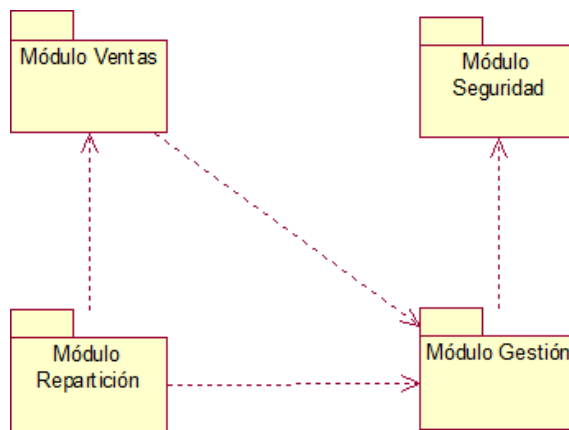 Módulo Ventas
Módulo
Seguridad
Módulo
Repartición
Módulo Gestión